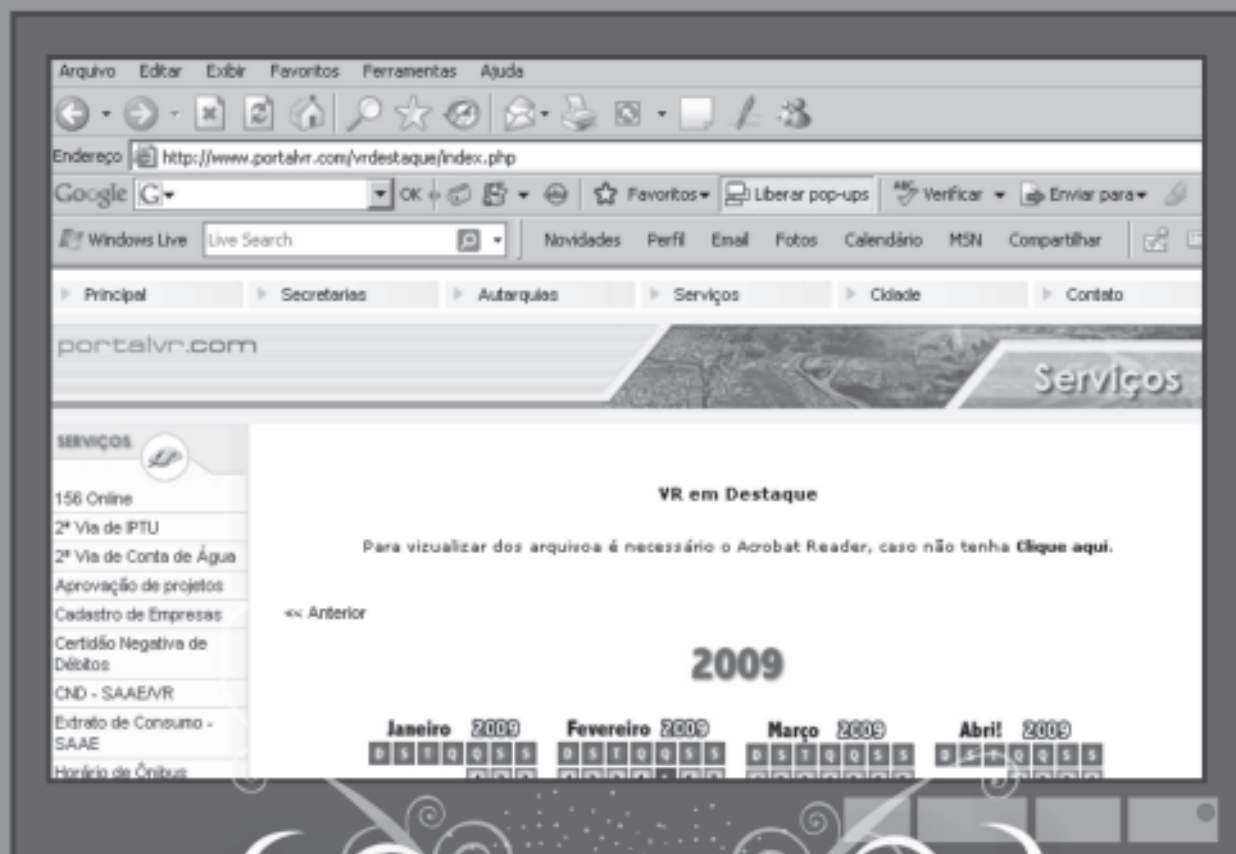 Arquivo Editar Exibir Favoritos Ferramentas Ajuda
Endereço http://www.portalvr.com/vrdestaque/index.php
Google G OK Favoritos Liberar pop-ups ABC Verificar Enviar para
Windows Live Live Search Novidades Perfil Email Fotos Calendário MSN Compartilhar
Principal Secretarias Autarquias Serviços Cidade Contato
portalvr.com
Serviços
SERVIÇOS
156 Online
2ª Via de IPTU
2ª Via de Conta de Água
Aprovação de projetos
Cadastro de Empresas
Certidão Negativa de
Débitos
CND - SAAE/VR
Extrato de Consumo -
SAAE
Horário de Ônibus
VR em Destaque
Para vizualizar dos arquivoa é necessário o Acrobat Reader, caso não tenha Clique aqui.
<< Anterior
2009
Janeiro 2009 Fevereiro 2009 Março 2009 Abril 2009
D S T Q Q S S D S T Q Q S S D S T Q Q S S D S T Q Q S S